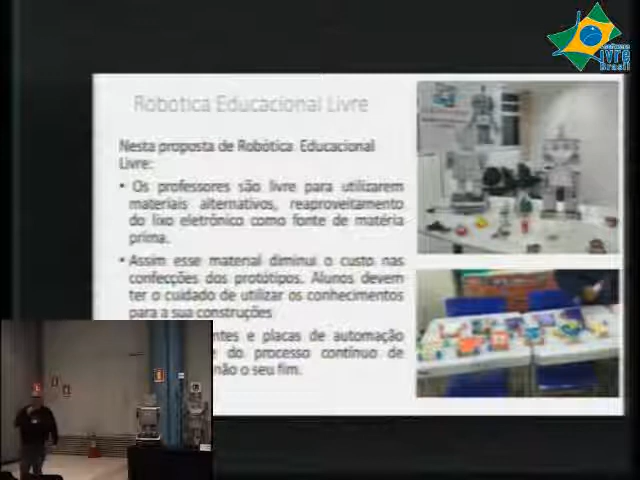 Robótica Educacional Livre
Nesta proposta de Robótica Educacional
Livre:
• Os professores são livre para utilizarem
materiais alternativos, reaproveitamento
do lixo eletrônico como fonte de matéria
prima.
• Assim esse material diminui o custo nas
confecções dos protótipos. Alunos devem
ter o cuidado de utilizar os conhecimentos
para a sua construções
ntes e placas de automação
e do processo contínuo de
não o seu fim.
ivre
Brasil